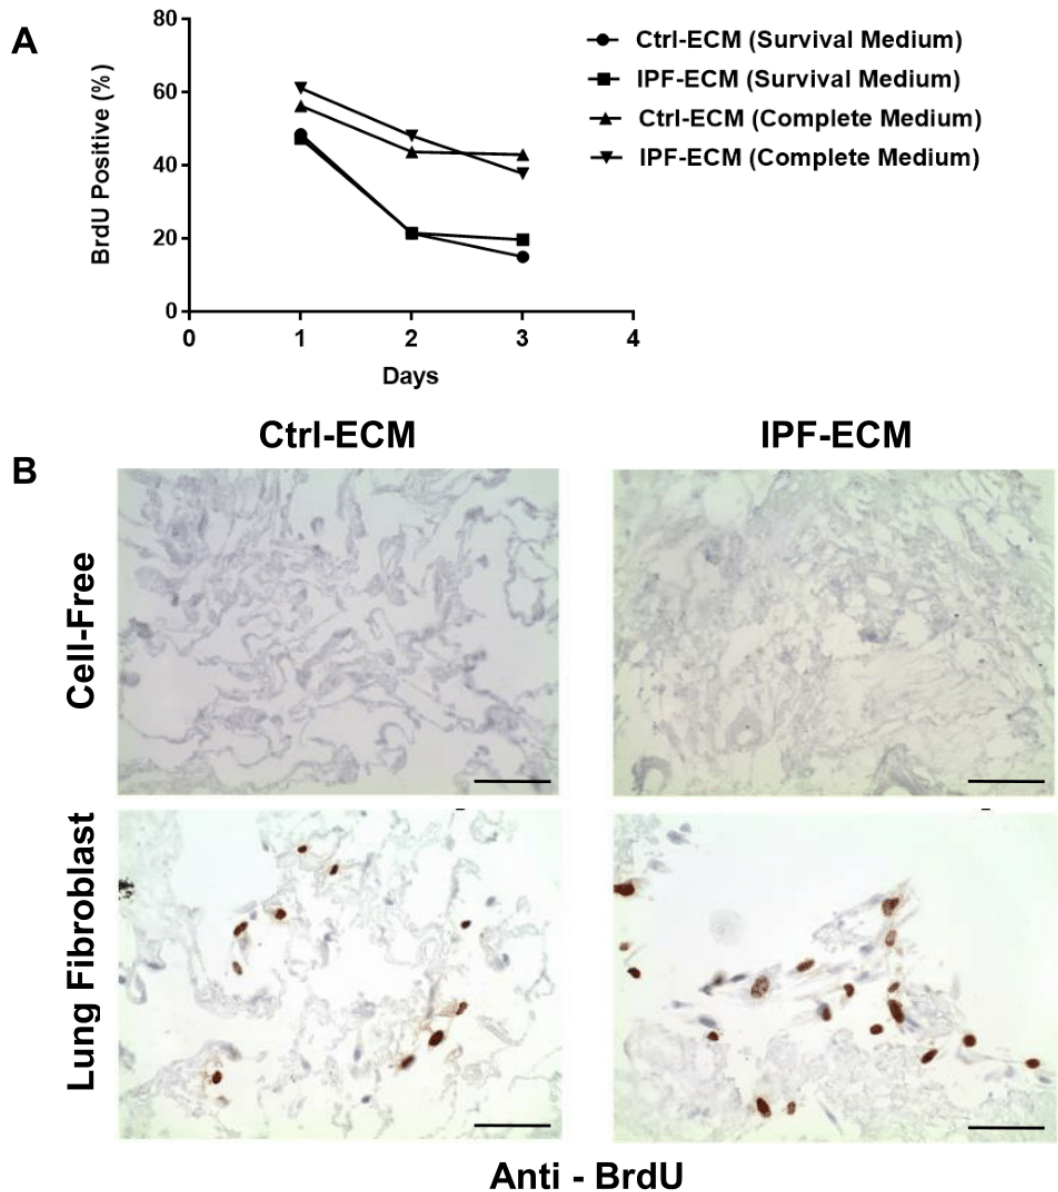 A
80
60
40
20
0
BrdU Positive (%)
0 1 2 3 4
Days
Ctrl-ECM (Survival Medium)
IPF-ECM (Survival Medium)
Ctrl-ECM (Complete Medium)
IPF-ECM (Complete Medium)
B
Ctrl-ECM IPF-ECM
Cell-Free
Lung Fibroblast
Anti - BrdU